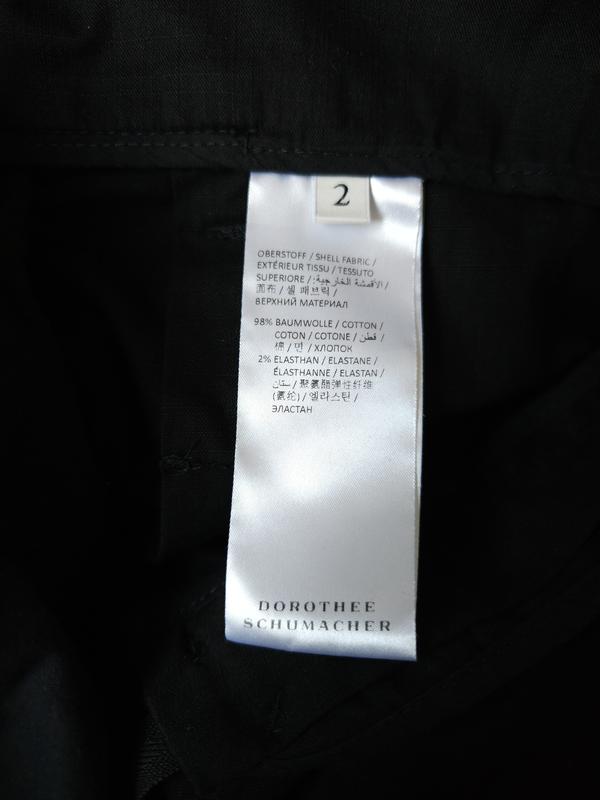 2
OBERSTOFF / SHELL FABRIC /
EXTÉRIEUR TISSU / TESSUTO
SUPERIORE / الأقمشة الخارجية: /
面布 / 셸 패브릭 /
ВЕРХНИЙ МАТЕРИАЛ
98% BAUMWOLLE / COTTON /
COTON / COTONE / قطن /
棉 / 면 / ХЛОПОК
2% ELASTHAN / ELASTANE /
ÉLASTHANNE / ELASTAN /
/ 聚氨酯弹性纤维
(氨纶) / 엘라스틴 /
ЭЛАСТАН
DOROTHEE
SCHUMACHER